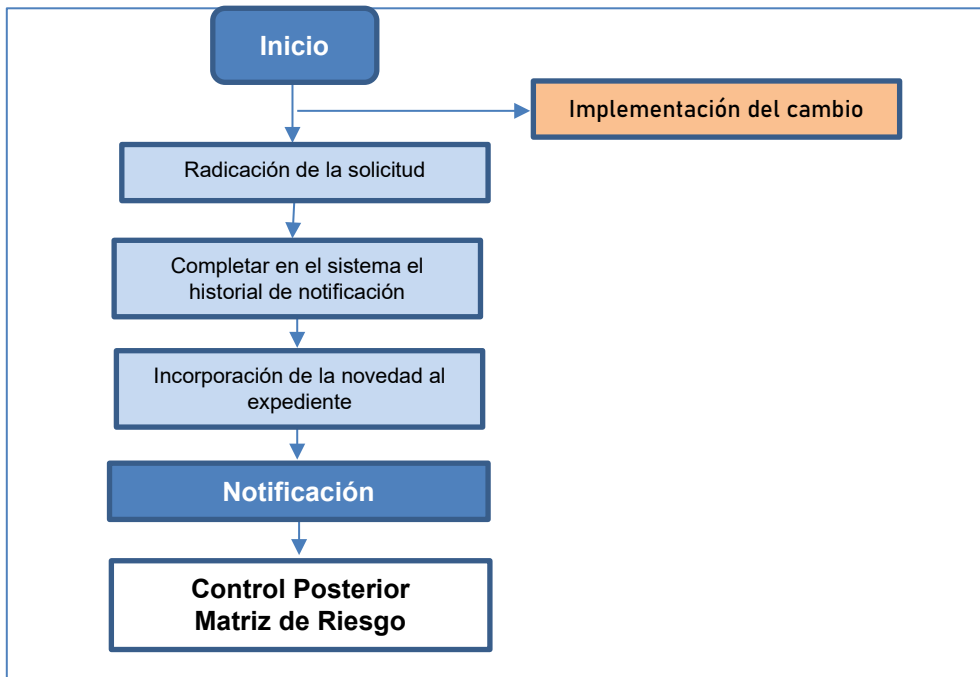 Inicio
Implementación del cambio
Radicación de la solicitud
Completar en el sistema el
historial de notificación
Incorporación de la novedad al
expediente
Notificación
Control Posterior
Matriz de Riesgo